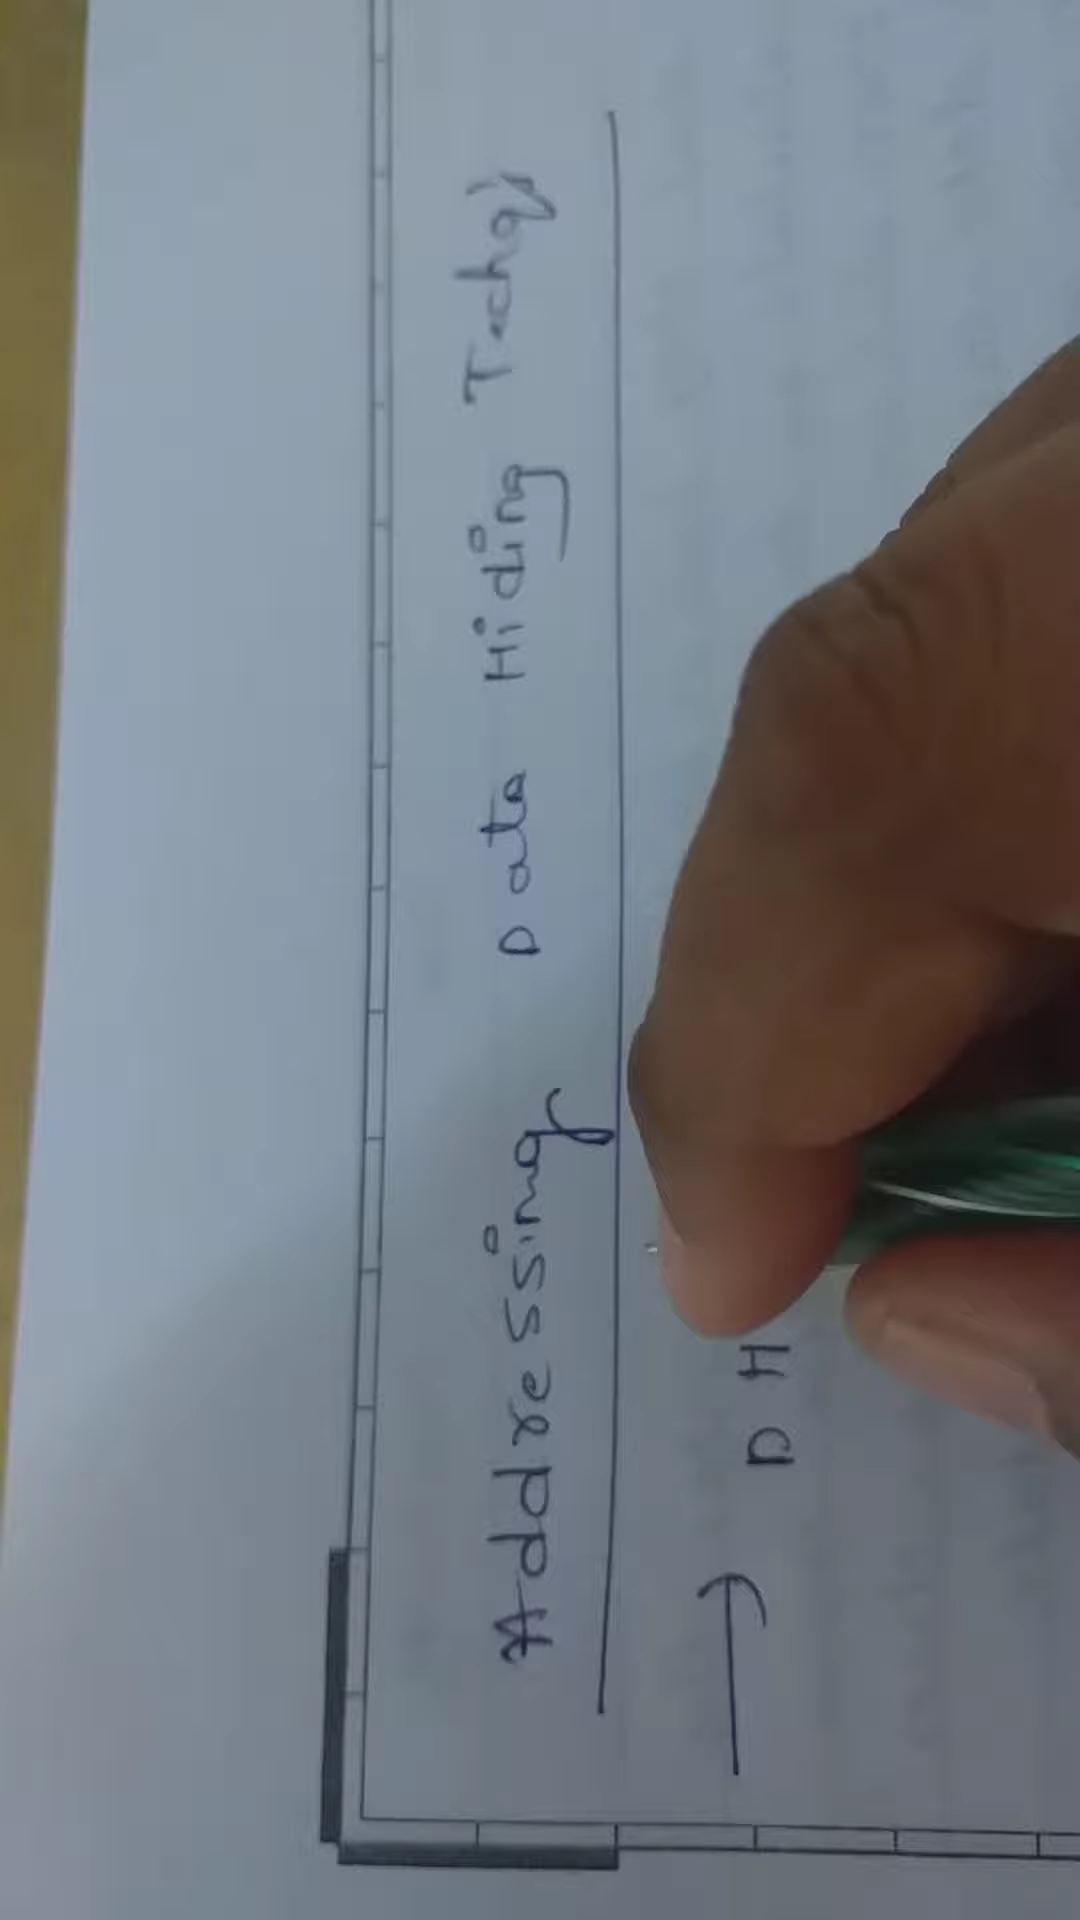 Addressing Data Hiding Techq's
→ D H